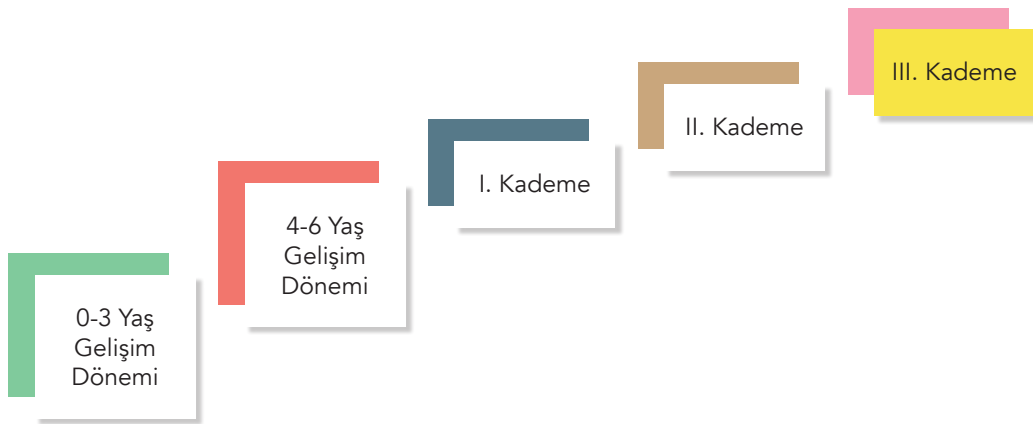 0-3 Yaş
Gelişim
Dönemi
4-6 Yaş
Gelişim
Dönemi
I. Kademe
II. Kademe
III. Kademe